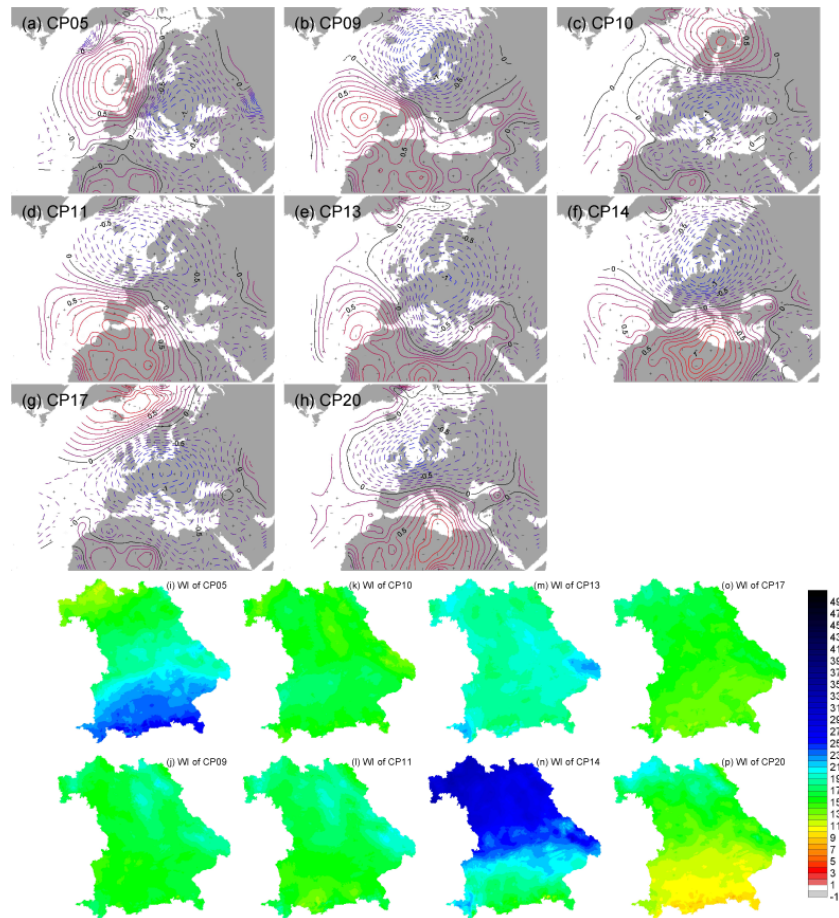 (a) CP05
(b) CP09
(c) CP10
(d) CP11
(e) CP13
(f) CP14
(g) CP17
(h) CP20
(i) WI of CP05
(k) WI of CP10
(m) WI of CP13
(o) WI of CP17
(j) WI of CP09
(l) WI of CP11
(n) WI of CP14
(p) WI of CP20
49
47
45
43
41
39
37
35
33
31
29
27
25
23
21
19
17
15
13
11
9
7
5
3
1
-1